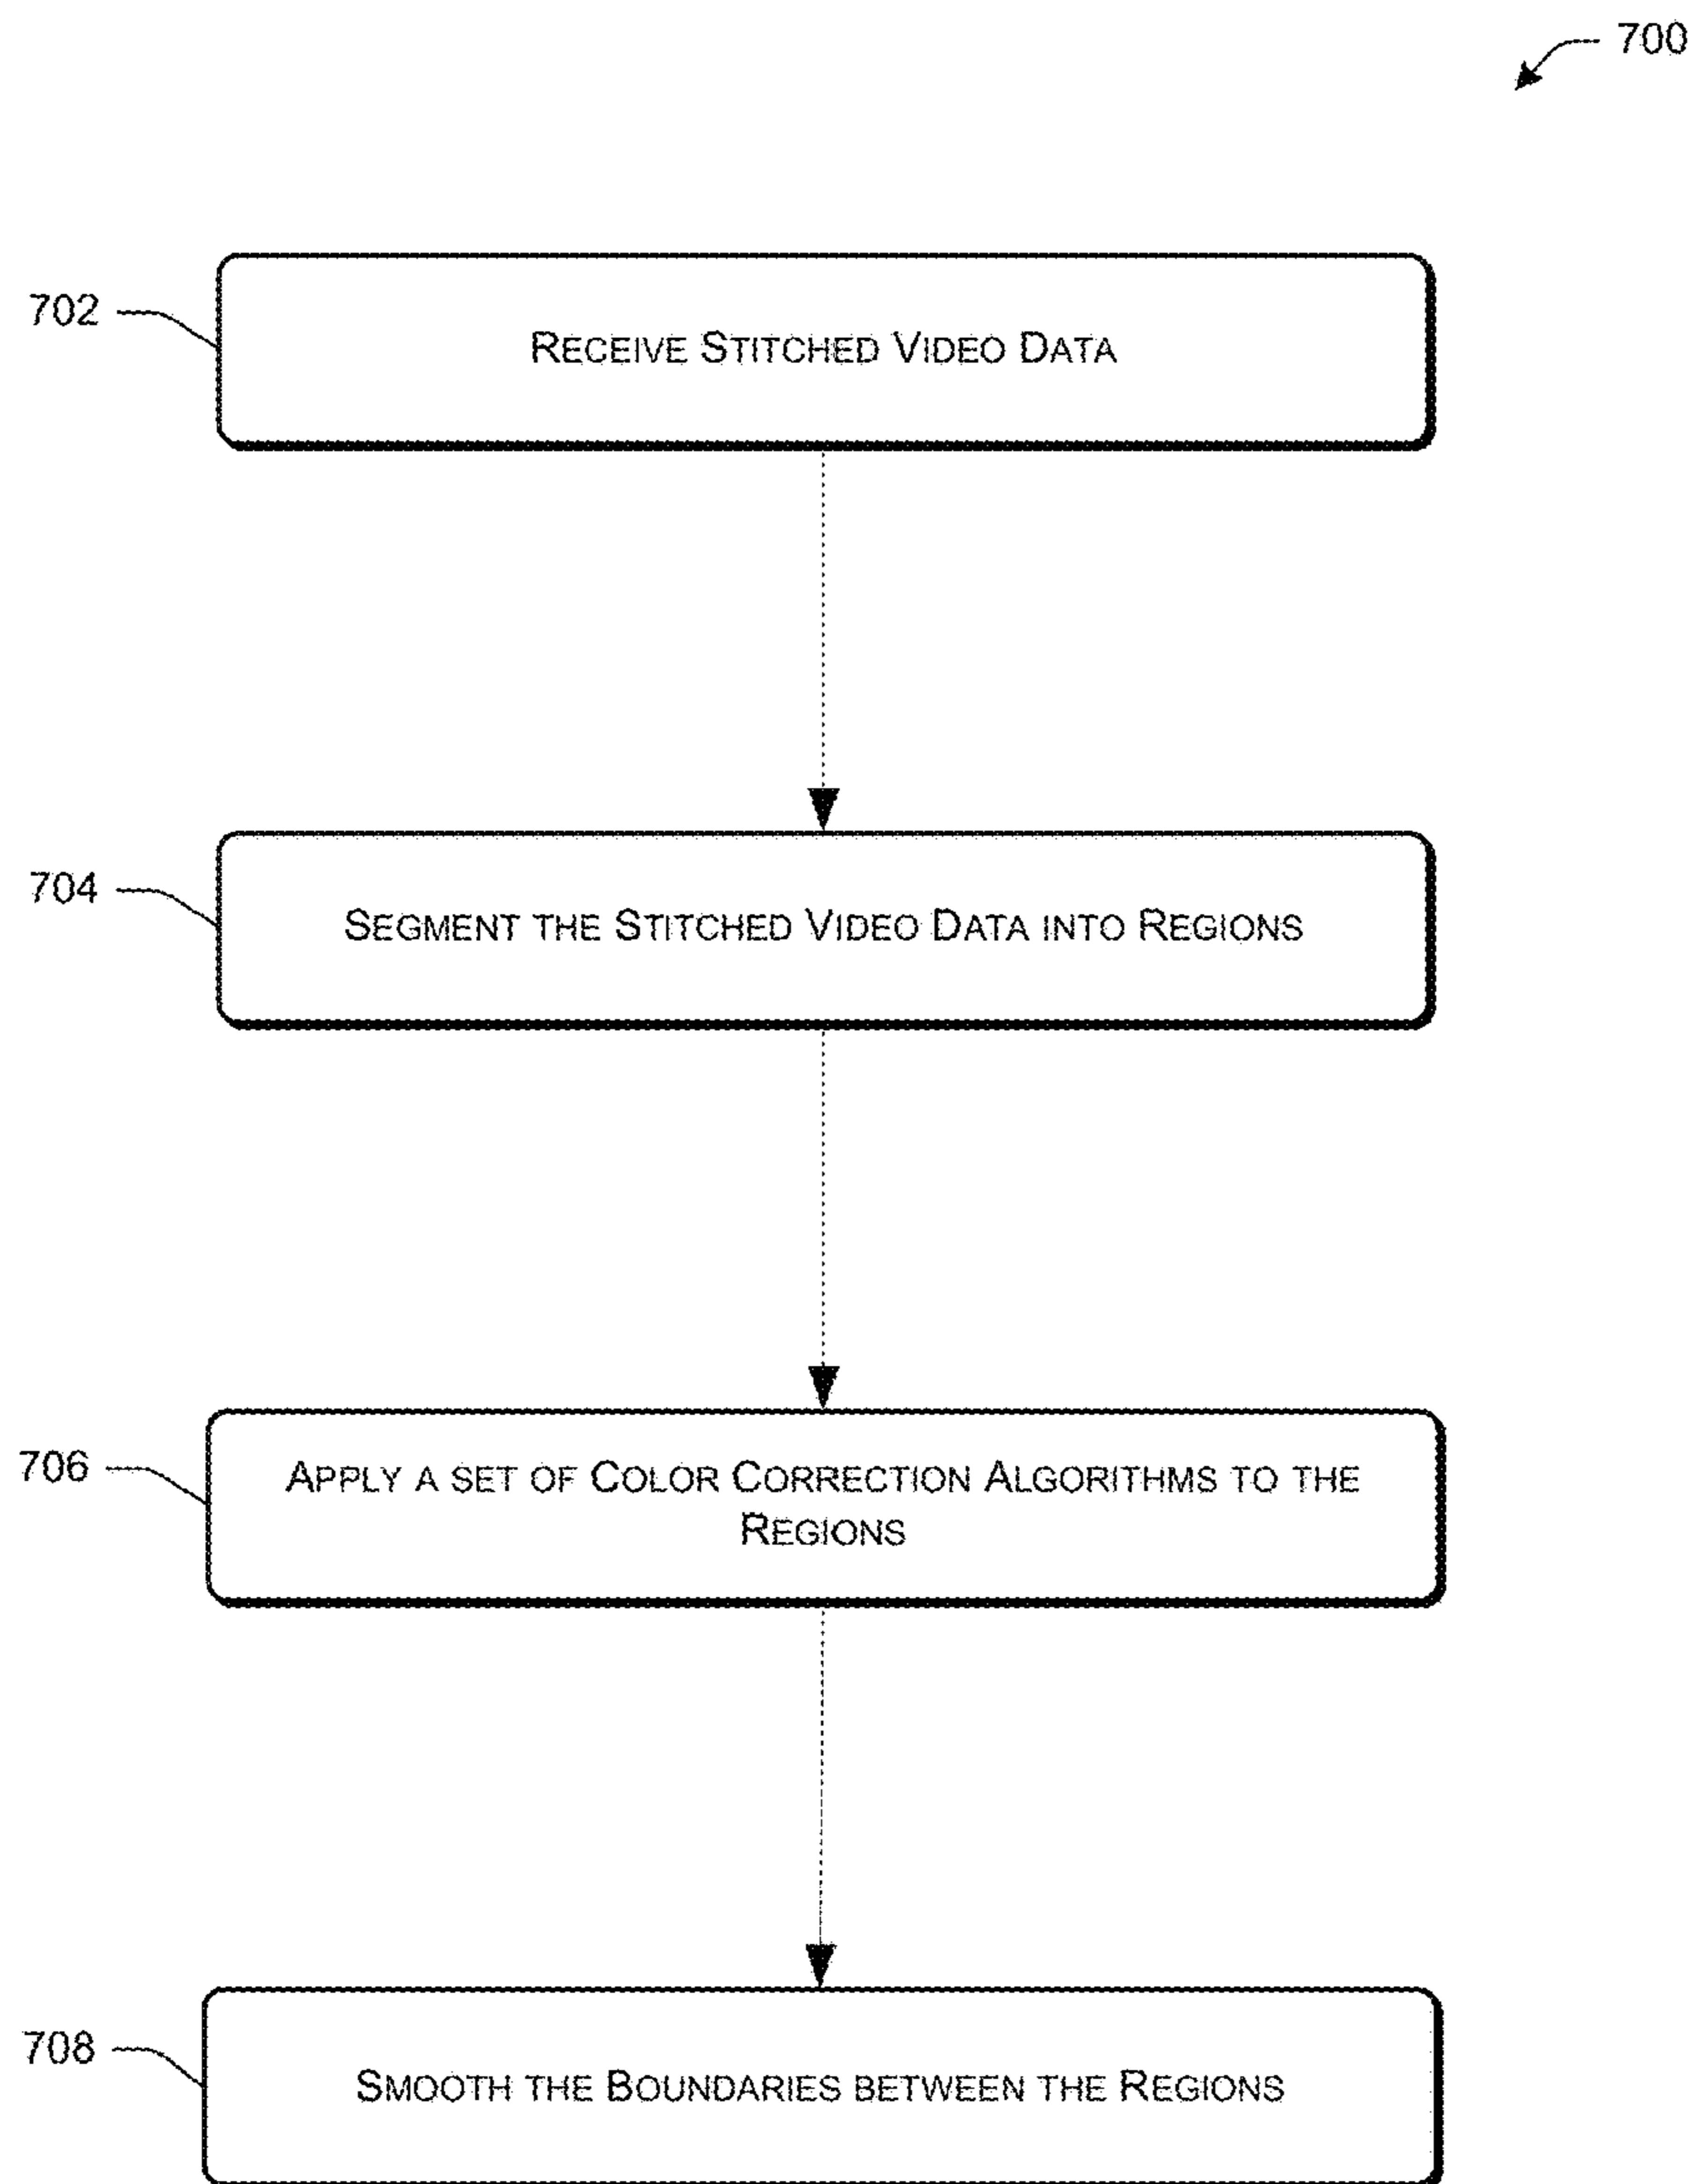 700
702
RECEIVE STITCHED VIDEO DATA
704
SEGMENT THE STITCHED VIDEO DATA INTO REGIONS
706
APPLY A SET OF COLOR CORRECTION ALGORITHMS TO THE
REGIONS
708
SMOOTH THE BOUNDARIES BETWEEN THE REGIONS